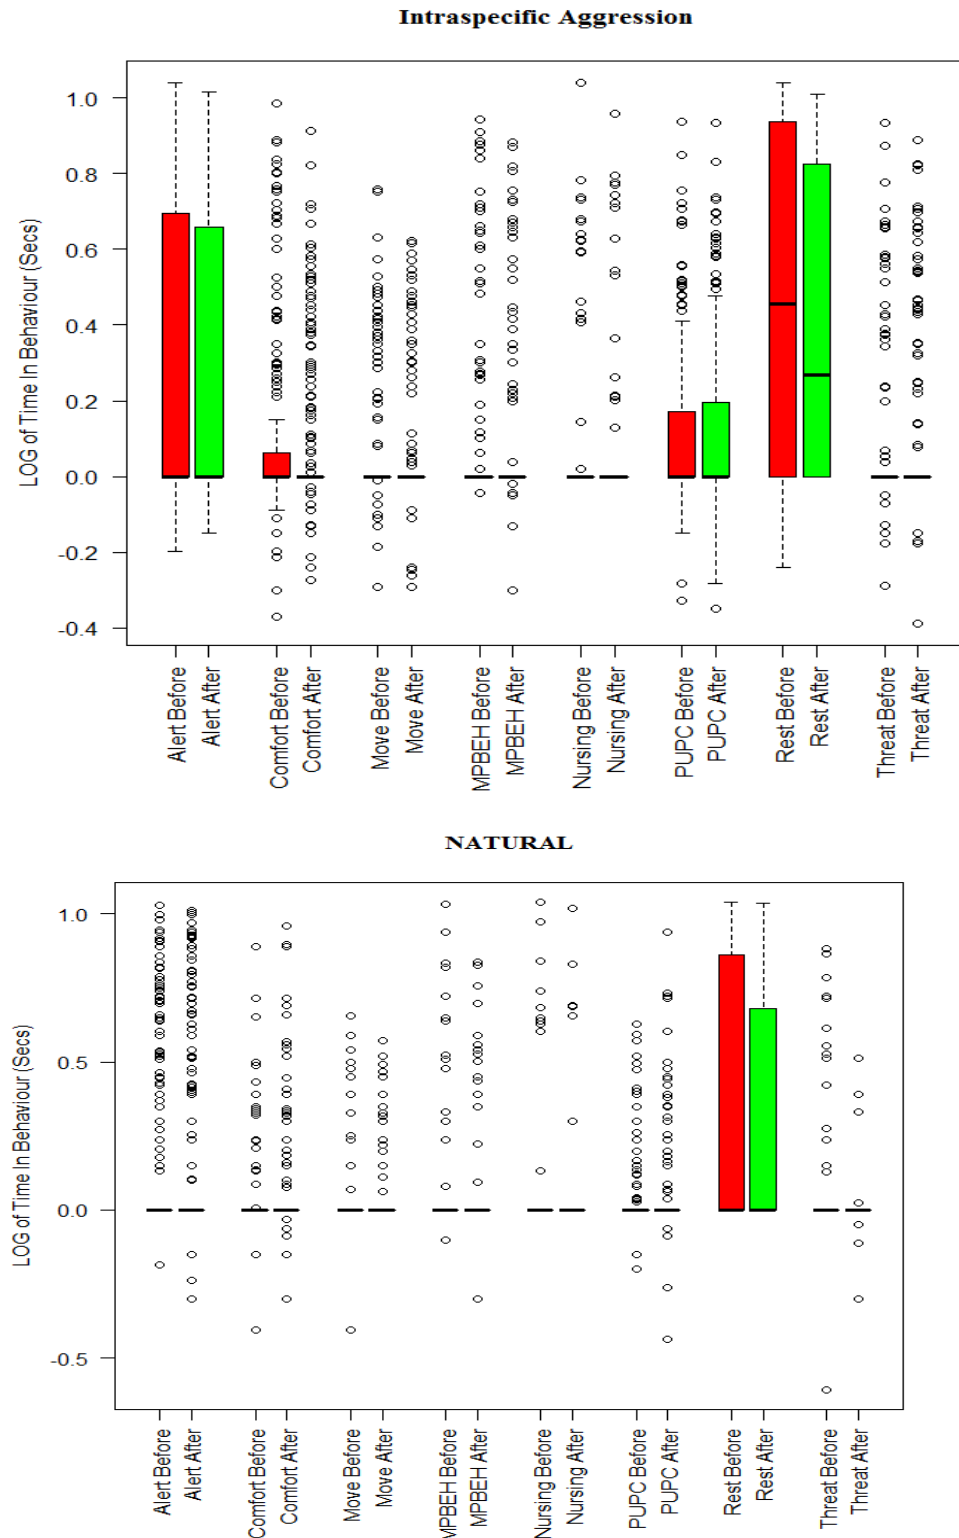 Intraspecific Aggression
LOG of Time In Behaviour (Secs)
1.0
0.8
0.6
0.4
0.2
0.0
-0.2
-0.4
Alert Before
Alert After
Comfort Before
Comfort After
Move Before
Move After
MPBEH Before
MPBEH After
Nursing Before
Nursing After
PUPC Before
PUPC After
Rest Before
Rest After
Threat Before
Threat After
NATURAL
LOG of Time In Behaviour (Secs)
1.0
0.5
0.0
-0.5
Alert Before
Alert After
Comfort Before
Comfort After
Move Before
Move After
MPBEH Before
MPBEH After
Nursing Before
Nursing After
PUPC Before
PUPC After
Rest Before
Rest After
Threat Before
Threat After